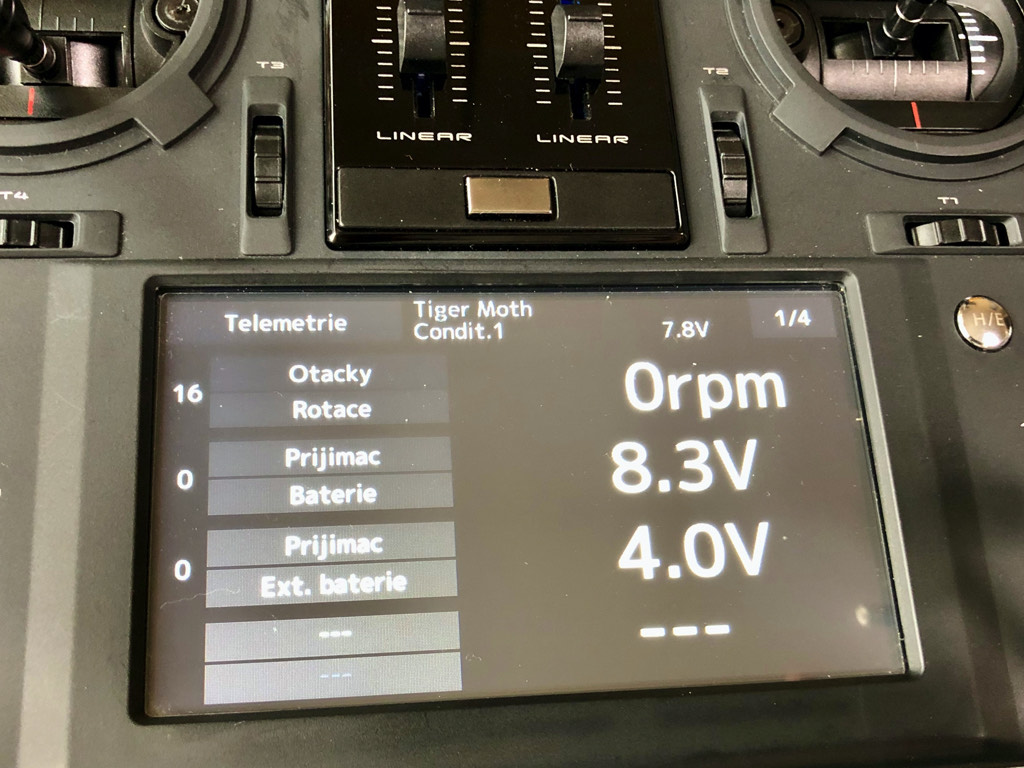 T3
T2
LINEAR
LINEAR
T4
T1
Telemetrie
Tiger Moth
Condit.1
7.8V
1/4
H/E
16
Otacky
Rotace
0rpm
0
Prijimac
Baterie
8.3V
0
Prijimac
Ext. baterie
4.0V
---
---
---